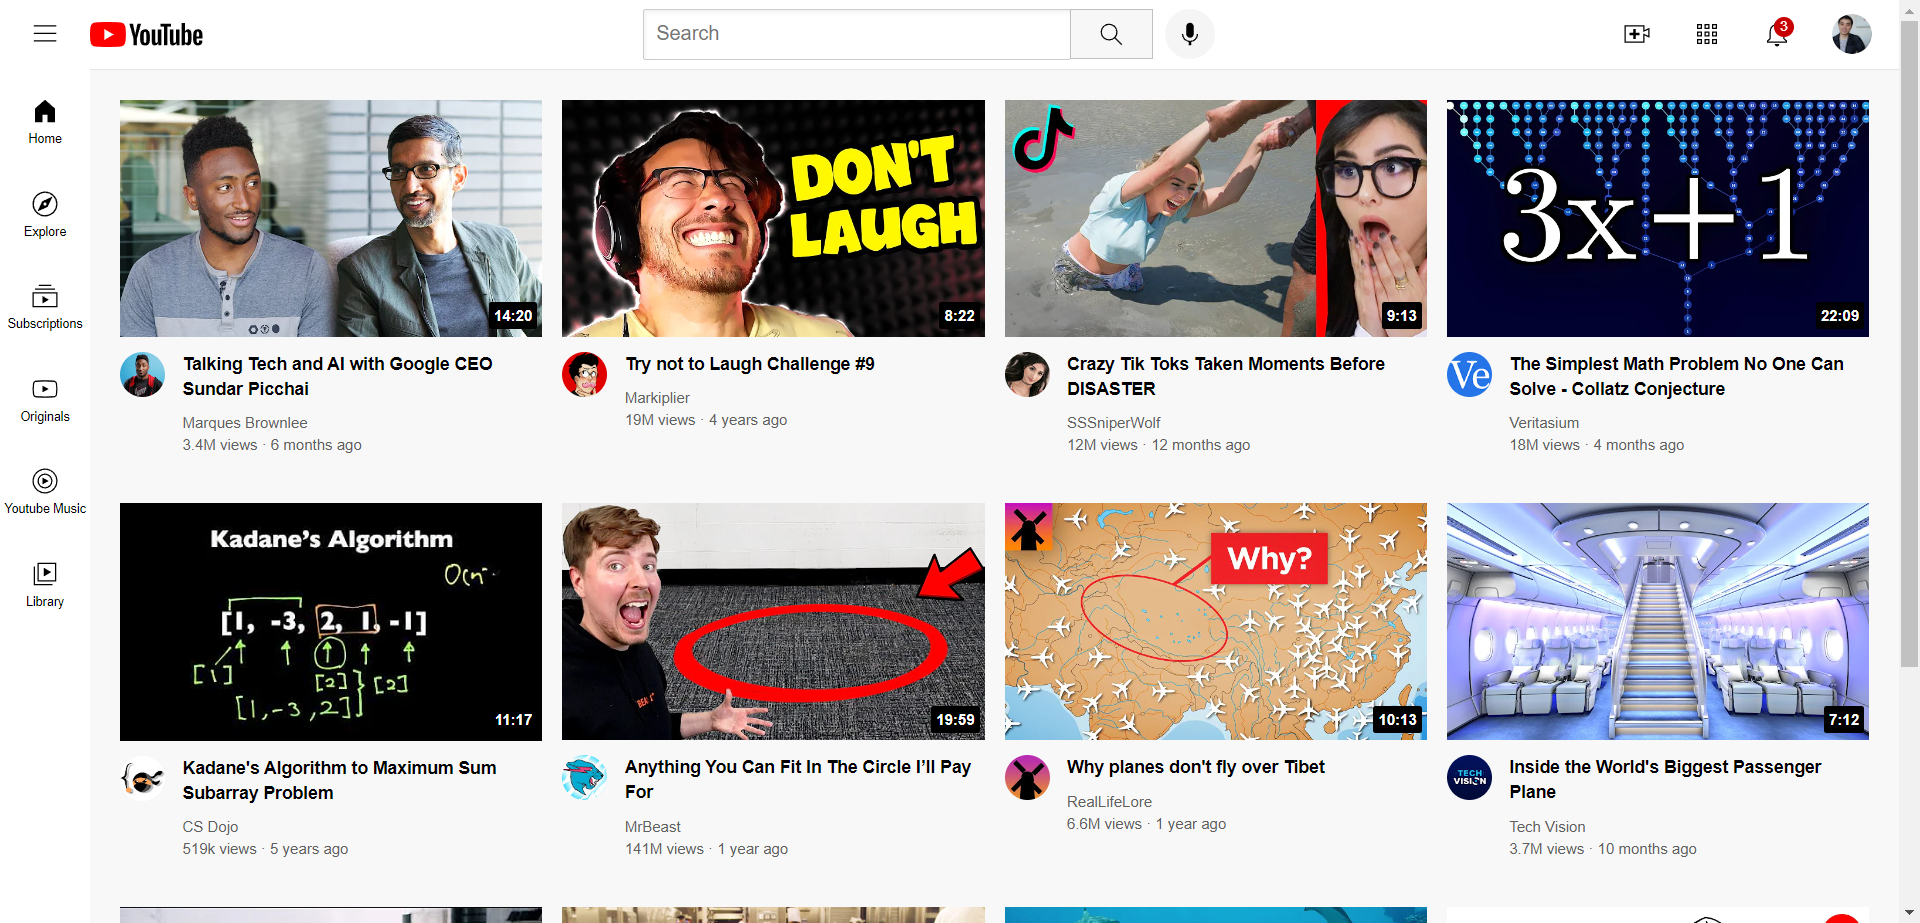 YouTube
Search
3
Home
Explore
Subscriptions
Originals
Youtube Music
Library
DON'T
LAUGH
3x+1
14:20
8:22
9:13
22:09
Talking Tech and AI with Google CEO
Sundar Picchai
Marques Brownlee
3.4M views · 6 months ago
Try not to Laugh Challenge #9
Markiplier
19M views · 4 years ago
Crazy Tik Toks Taken Moments Before
DISASTER
SSSniperWolf
12M views · 12 months ago
Ve
The Simplest Math Problem No One Can
Solve - Collatz Conjecture
Veritasium
18M views · 4 months ago
Kadane's Algorithm
[1, -3, 2, 1, -1]
[1]
[2]
[2]
[1,-3,2]
11:17
19:59
Why?
10:13
7:12
Kadane's Algorithm to Maximum Sum
Subarray Problem
CS Dojo
519k views · 5 years ago
Anything You Can Fit In The Circle I’ll Pay
For
MrBeast
141M views · 1 year ago
Why planes don't fly over Tibet
RealLifeLore
6.6M views · 1 year ago
TECH
VISION
Inside the World's Biggest Passenger
Plane
Tech Vision
3.7M views · 10 months ago